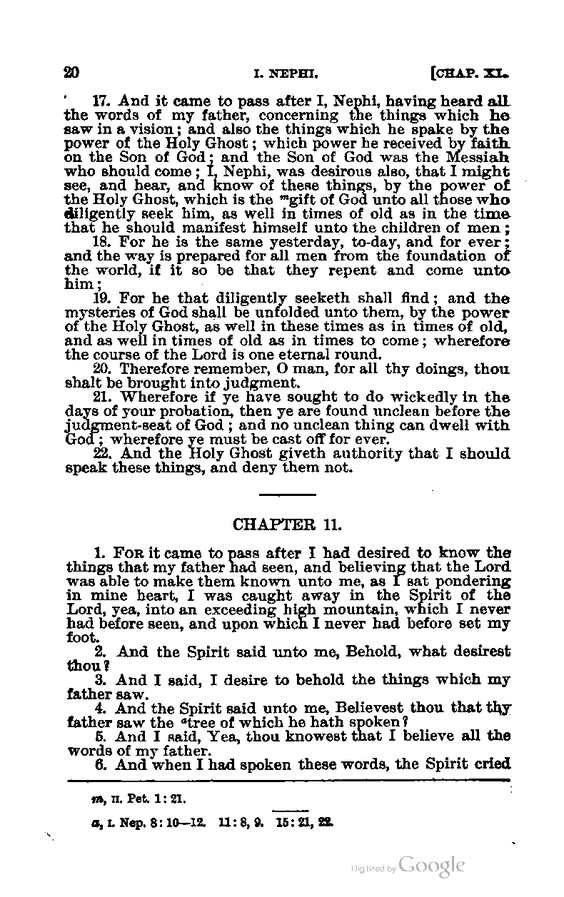 20 I. NEPHI. [CHAP. XI.
17. And it came to pass after I, Nephi, having heard all
the words of my father, concerning the things which he
saw in a vision; and also the things which he spake by the
power of the Holy Ghost; which power he received by faith
on the Son of God; and the Son of God was the Messiah
who should come; I, Nephi, was desirous also, that I might
see, and hear, and know of these things, by the power of
the Holy Ghost, which is the ᵐgift of God unto all those who
diligently seek him, as well in times of old as in the time
that he should manifest himself unto the children of men;
18. For he is the same yesterday, to-day, and for ever;
and the way is prepared for all men from the foundation of
the world, if it so be that they repent and come unto
him;
19. For he that diligently seeketh shall find; and the
mysteries of God shall be unfolded unto them, by the power
of the Holy Ghost, as well in these times as in times of old,
and as well in times of old as in times to come; wherefore
the course of the Lord is one eternal round.
20. Therefore remember, O man, for all thy doings, thou
shalt be brought into judgment.
21. Wherefore if ye have sought to do wickedly in the
days of your probation, then ye are found unclean before the
judgment-seat of God; and no unclean thing can dwell with
God; wherefore ye must be cast off for ever.
22. And the Holy Ghost giveth authority that I should
speak these things, and deny them not.
CHAPTER 11.
1. FOR it came to pass after I had desired to know the
things that my father had seen, and believing that the Lord
was able to make them known unto me, as I sat pondering
in mine heart, I was caught away in the Spirit of the
Lord, yea, into an exceeding high mountain, which I never
had before seen, and upon which I never had before set my
foot.
2. And the Spirit said unto me, Behold, what desirest
thou?
3. And I said, I desire to behold the things which my
father saw.
4. And the Spirit said unto me, Believest thou that thy
father saw the ᵃtree of which he hath spoken?
5. And I said, Yea, thou knowest that I believe all the
words of my father.
6. And when I had spoken these words, the Spirit cried
m, II. Pet. 1: 21.
a, I. Nep. 8: 10—12. 11: 8, 9. 15: 21, 22.
Digitized by Google